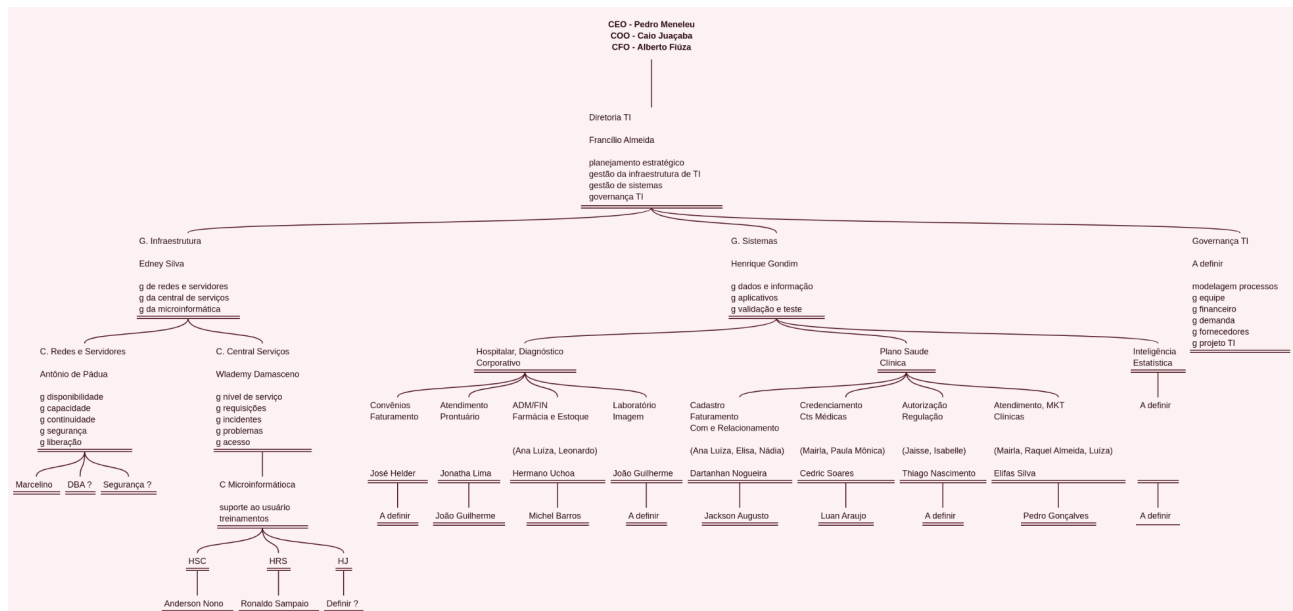 CEO - Pedro Meneleu
COO - Caio Juaçaba
CFO - Alberto Fiúza
Diretoria TI
Francílio Almeida
planejamento estratégico
gestão da infraestrutura de TI
gestão de sistemas
governança TI
G. Infraestrutura
Edney Silva
g de redes e servidores
g da central de serviços
g da microinformática
G. Sistemas
Henrique Gondim
g dados e informação
g aplicativos
g validação e teste
Governança TI
A definir
modelagem processos
g equipe
g financeiro
g demanda
g fornecedores
g projeto TI
C. Redes e Servidores
Antônio de Pádua
g disponibilidade
g capacidade
g continuidade
g segurança
g liberação
C. Central Serviços
Wlademy Damasceno
g nível de serviço
g requisições
g incidentes
g problemas
g acesso
Hospitalar, Diagnóstico
Corporativo
Plano Saude
Clínica
Inteligência
Estatística
Convênios
Faturamento
José Helder
Atendimento
Prontuário
Jonatha Lima
ADM/FIN
Farmácia e Estoque
(Ana Luíza, Leonardo)
Hermano Uchoa
Laboratório
Imagem
João Guilherme
Cadastro
Faturamento
Com e Relacionamento
(Ana Luíza, Elisa, Nádia)
Dartanhan Nogueira
Credenciamento
Cts Médicas
(Mairla, Paula Mônica)
Cedric Soares
Autorização
Regulação
(Jaisse, Isabelle)
Thiago Nascimento
Atendimento, MKT
Clinicas
(Mairla, Raquel Almeida, Luíza)
Elifas Silva
A definir
Marcelino
DBA ?
Segurança ?
C Microinformátioca
suporte ao usuário
treinamentos
A definir
João Guilherme
Michel Barros
A definir
Jackson Augusto
Luan Araujo
A definir
Pedro Gonçalves
A definir
HSC
HRS
HJ
Anderson Nono
Ronaldo Sampaio
Definir ?